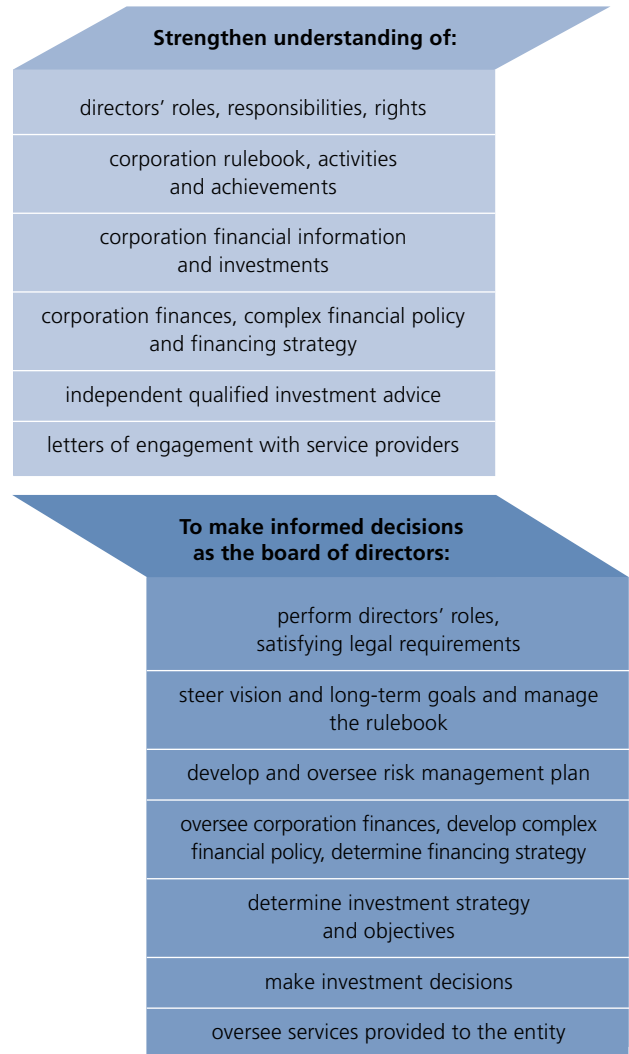 Strengthen understanding of:
directors’ roles, responsibilities, rights
corporation rulebook, activities
and achievements
corporation financial information
and investments
corporation finances, complex financial policy
and financing strategy
independent qualified investment advice
letters of engagement with service providers
To make informed decisions
as the board of directors:
perform directors’ roles,
satisfying legal requirements
steer vision and long-term goals and manage
the rulebook
develop and oversee risk management plan
oversee corporation finances, develop complex
financial policy, determine financing strategy
determine investment strategy
and objectives
make investment decisions
oversee services provided to the entity